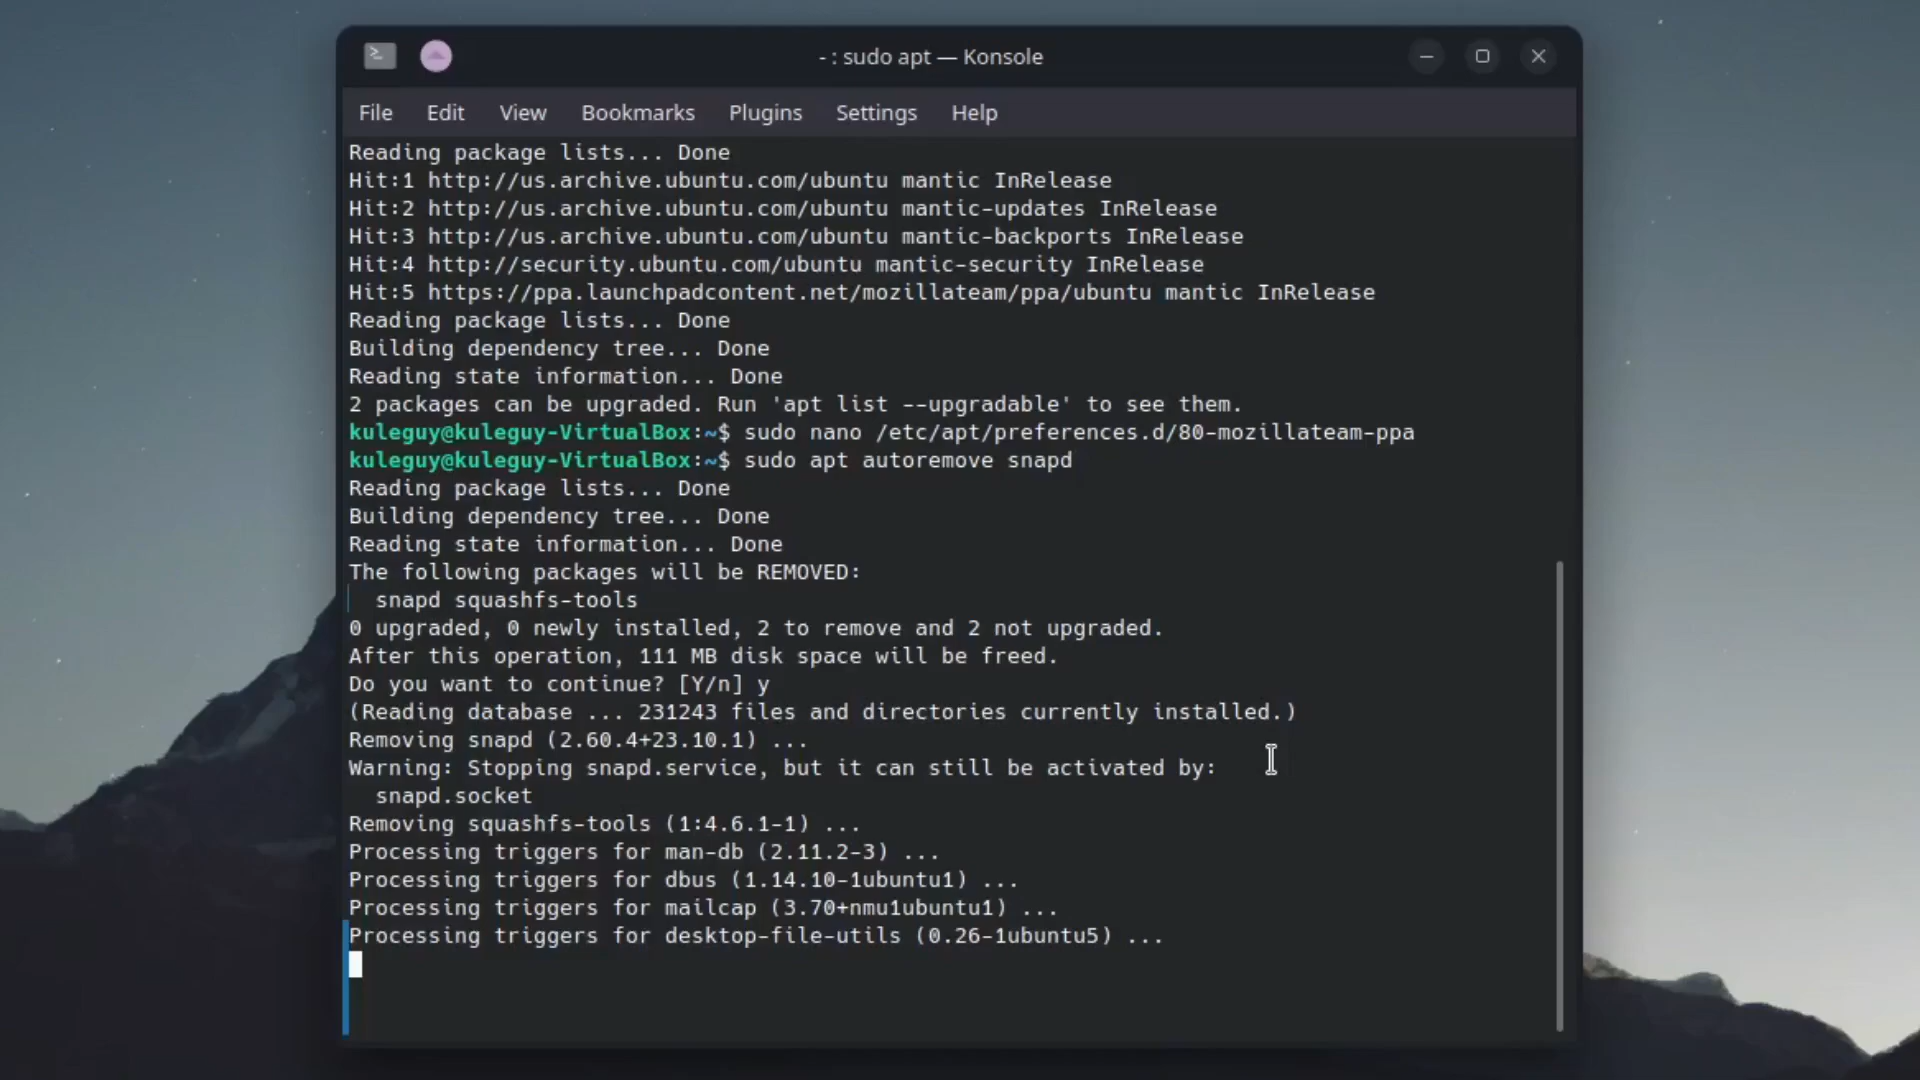 - : sudo apt — Konsole
File Edit View Bookmarks Plugins Settings Help
Reading package lists... Done
Hit:1 http://us.archive.ubuntu.com/ubuntu mantic InRelease
Hit:2 http://us.archive.ubuntu.com/ubuntu mantic-updates InRelease
Hit:3 http://us.archive.ubuntu.com/ubuntu mantic-backports InRelease
Hit:4 http://security.ubuntu.com/ubuntu mantic-security InRelease
Hit:5 https://ppa.launchpadcontent.net/mozillateam/ppa/ubuntu mantic InRelease
Reading package lists... Done
Building dependency tree... Done
Reading state information... Done
2 packages can be upgraded. Run 'apt list --upgradable' to see them.
kuleguy@kuleguy-VirtualBox:~$ sudo nano /etc/apt/preferences.d/80-mozillateam-ppa
kuleguy@kuleguy-VirtualBox:~$ sudo apt autoremove snapd
Reading package lists... Done
Building dependency tree... Done
Reading state information... Done
The following packages will be REMOVED:
  snapd squashfs-tools
0 upgraded, 0 newly installed, 2 to remove and 2 not upgraded.
After this operation, 111 MB disk space will be freed.
Do you want to continue? [Y/n] y
(Reading database ... 231243 files and directories currently installed.)
Removing snapd (2.60.4+23.10.1) ...
Warning: Stopping snapd.service, but it can still be activated by:
  snapd.socket
Removing squashfs-tools (1:4.6.1-1) ...
Processing triggers for man-db (2.11.2-3) ...
Processing triggers for dbus (1.14.10-1ubuntu1) ...
Processing triggers for mailcap (3.70+nmu1ubuntu1) ...
Processing triggers for desktop-file-utils (0.26-1ubuntu5) ...